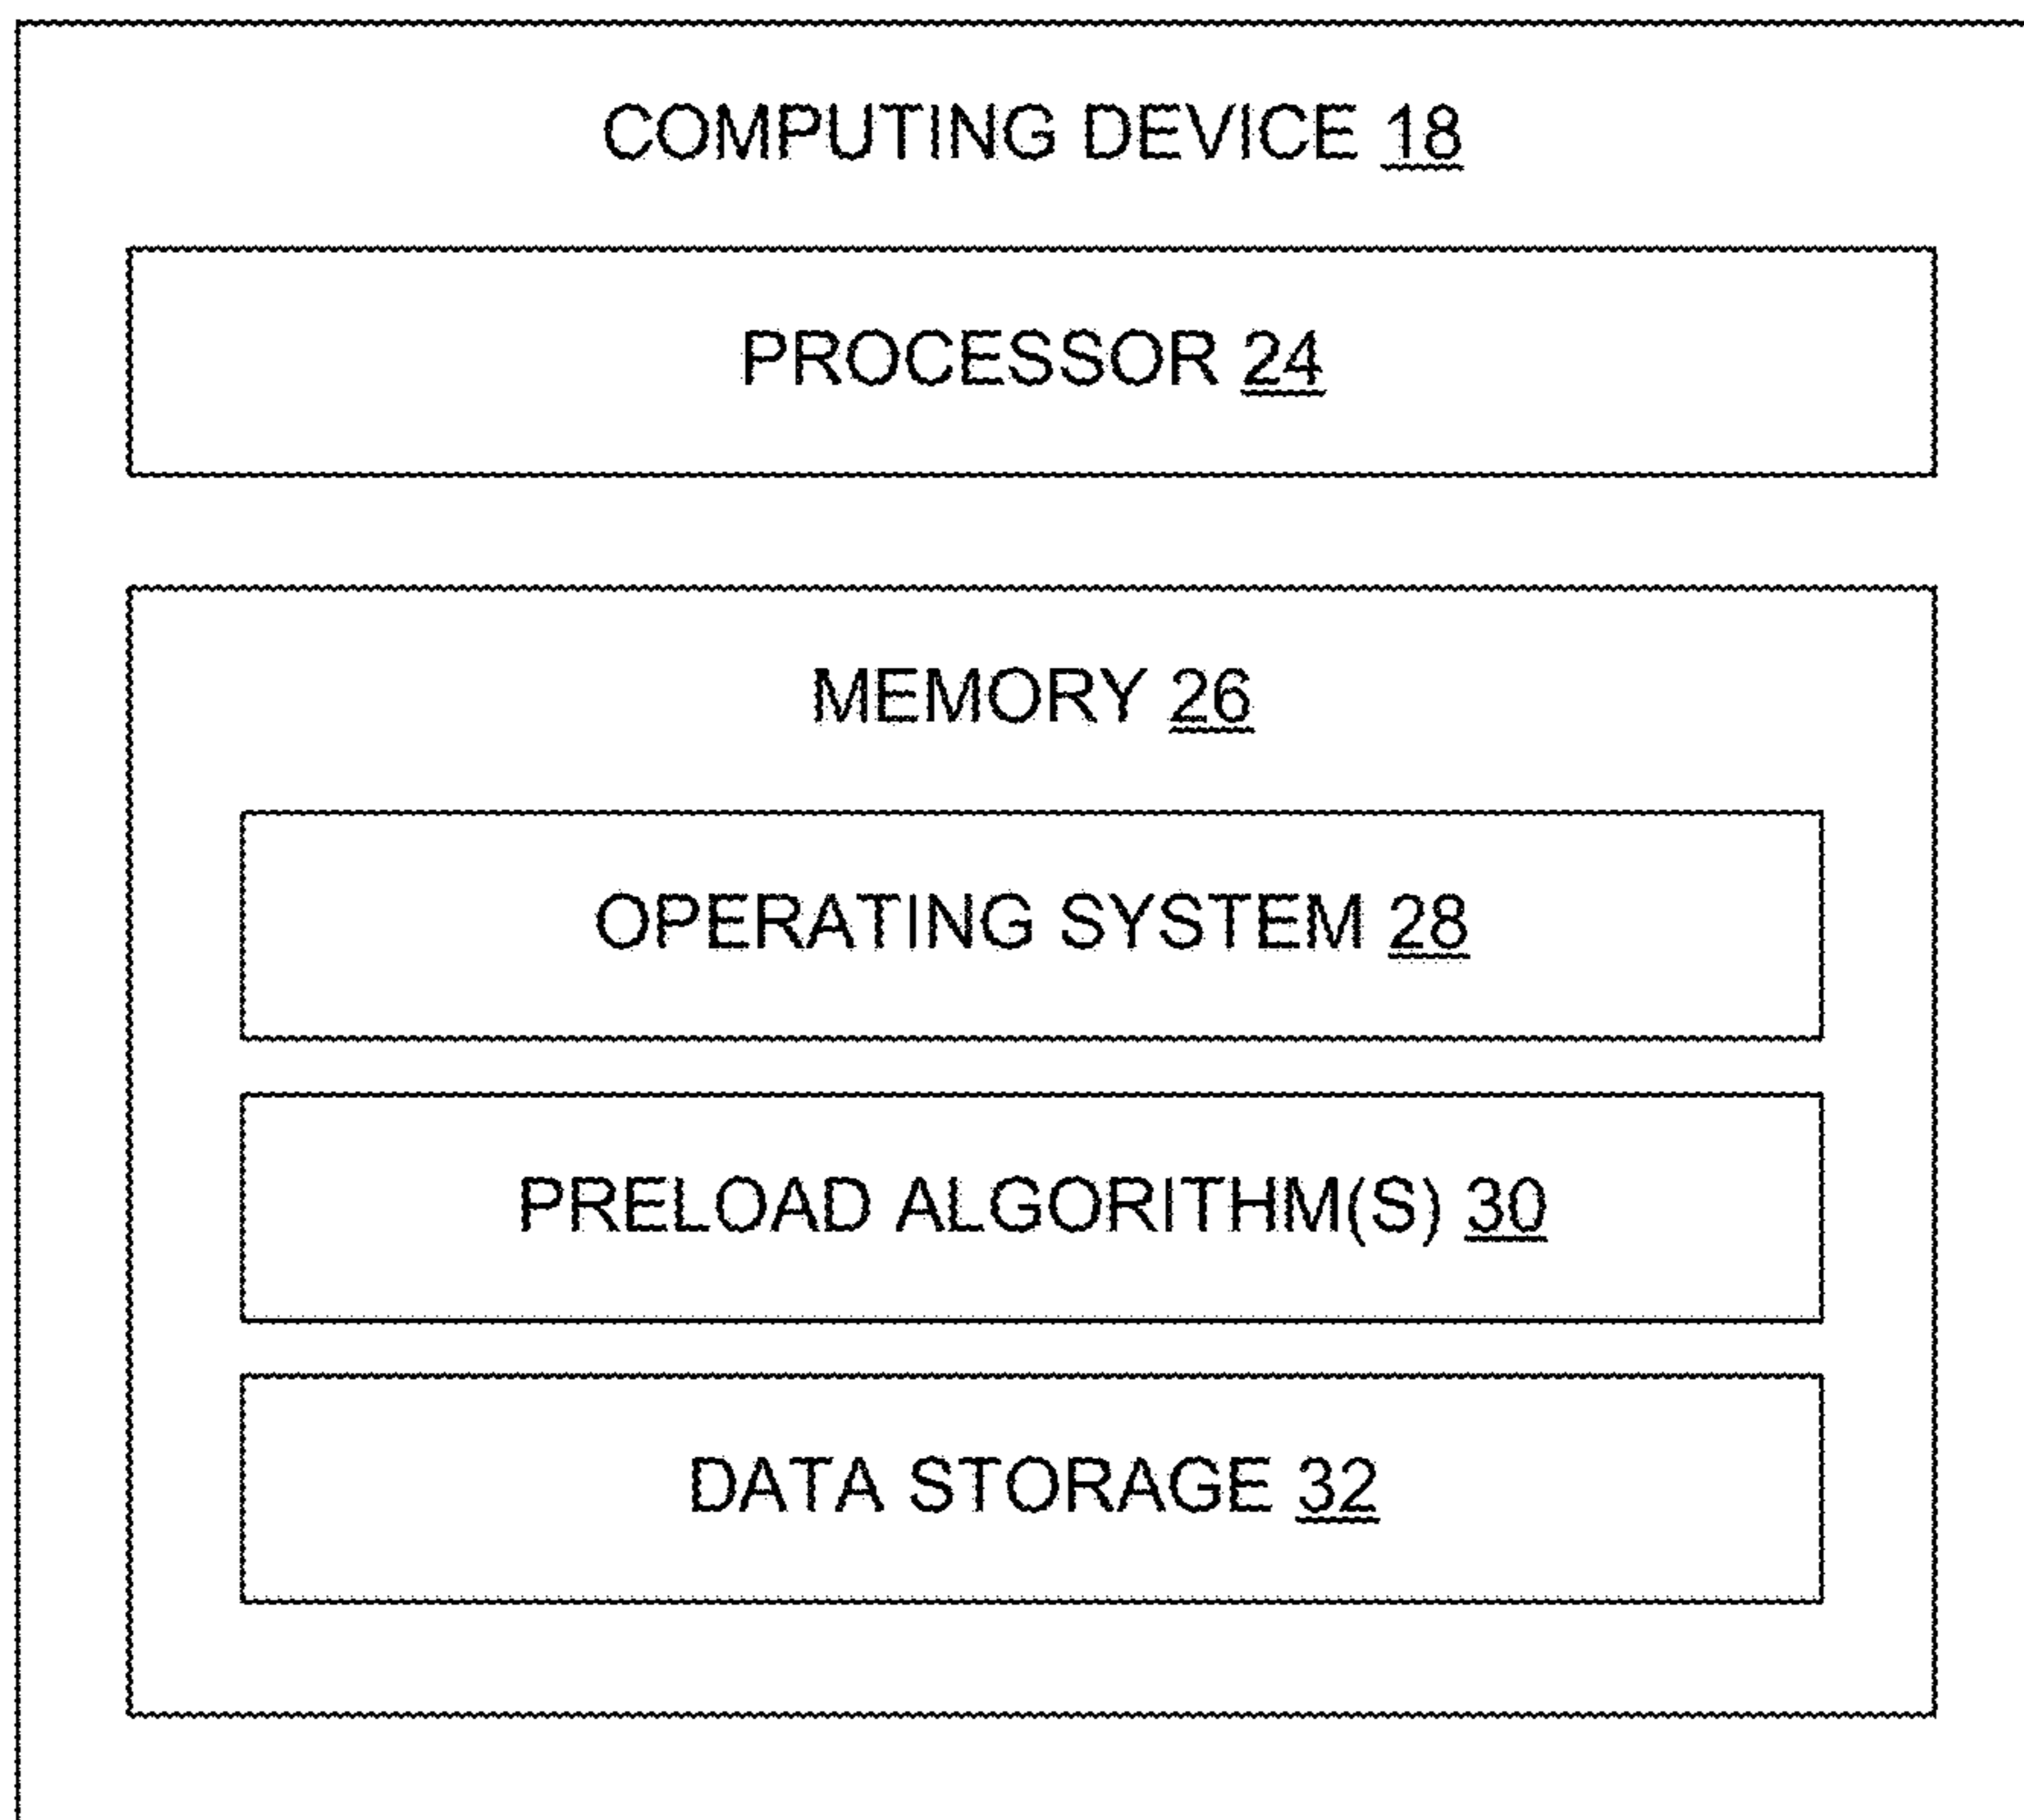 COMPUTING DEVICE 18
PROCESSOR 24
MEMORY 26
OPERATING SYSTEM 28
PRELOAD ALGORITHM(S) 30
DATA STORAGE 32